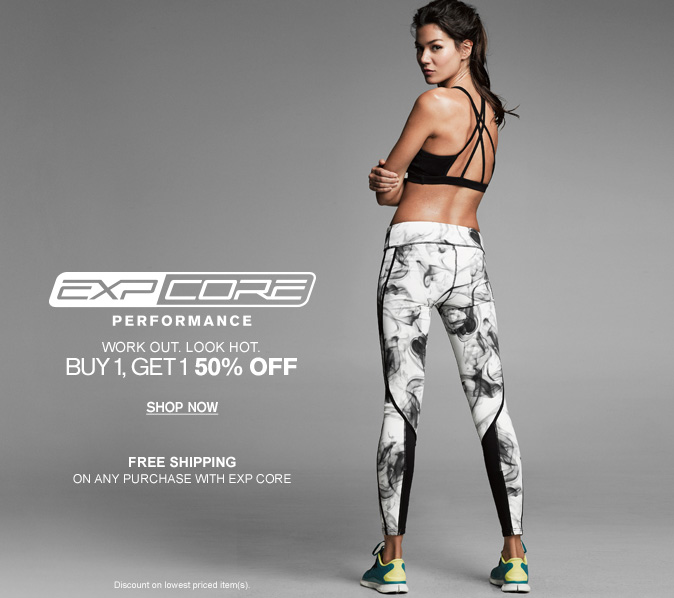 EXP CORE
PERFORMANCE
WORK OUT. LOOK HOT.
BUY 1, GET 1 50% OFF
SHOP NOW
FREE SHIPPING
ON ANY PURCHASE WITH EXP CORE
Discount on lowest priced item(s).